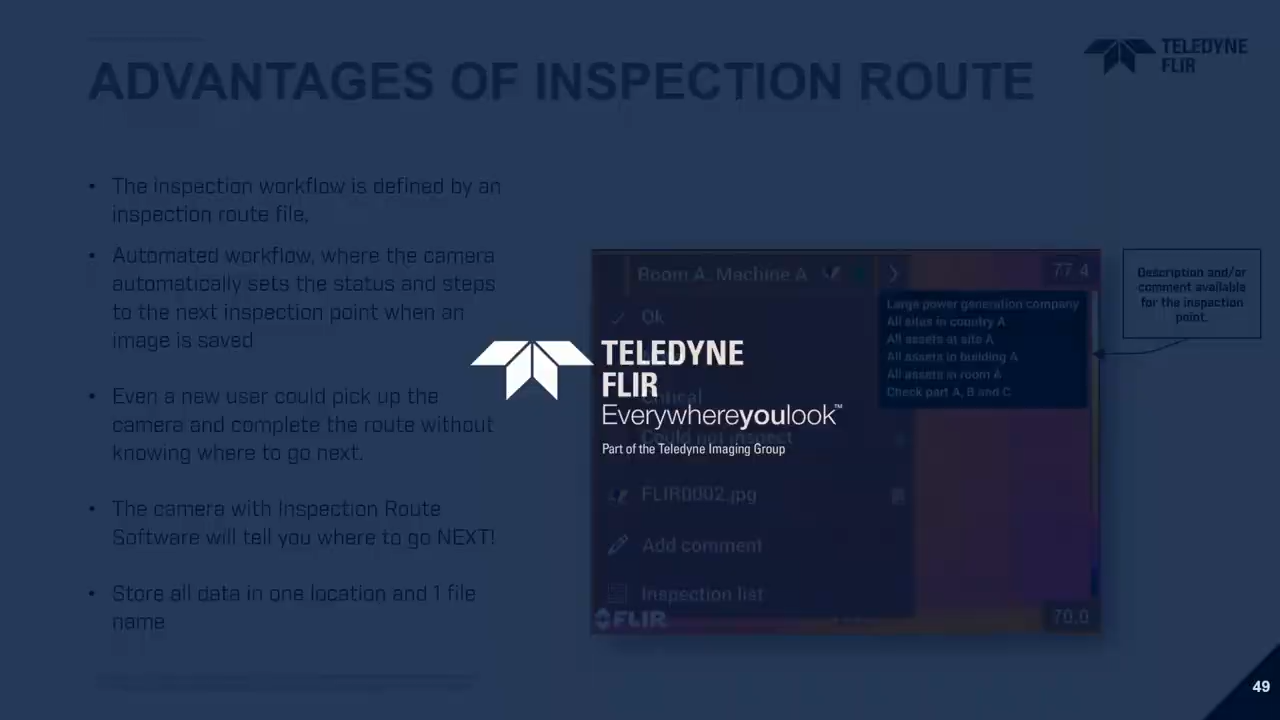 ADVANTAGES OF INSPECTION ROUTE
TELEDYNE
FLIR
• The inspection workflow is defined by an
inspection route file.
• Automated workflow, where the camera
automatically sets the status and steps
to the next inspection point when an
image is saved
• Even a new user could pick up the
camera and complete the route without
knowing where to go next.
• The camera with Inspection Route
Software will tell you where to go NEXT!
• Store all data in one location and 1 file
name
Room A, Machine A
77.4
Ok
Critical
Could not inspect
FLIR0002.jpg
Add comment
Inspection list
FLIR
70.0
Large power generation company
All sites in country A
All assets at site A
All assets in building A
All assets in room A
Check part A, B and C
Description and/or
comment available
for the inspection
point.
TELEDYNE
FLIR
Everywhereyoulook™
Part of the Teledyne Imaging Group
49